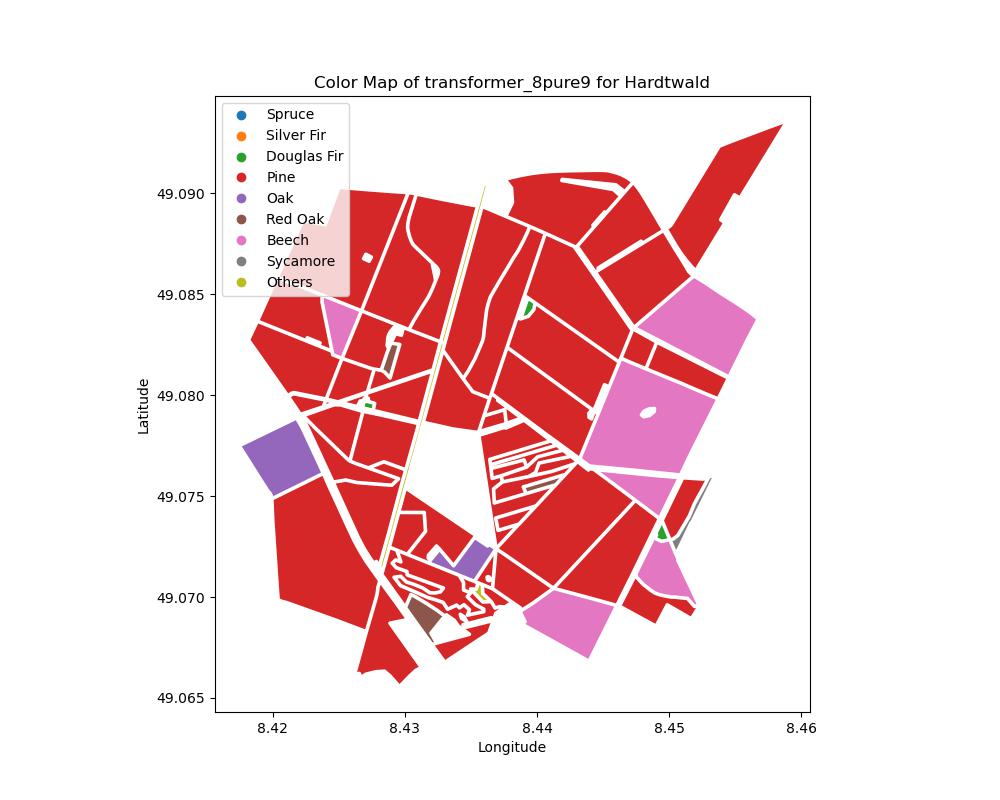 Color Map of transformer_8pure9 for Hardtwald
Spruce
Silver Fir
Douglas Fir
Pine
Oak
Red Oak
Beech
Sycamore
Others
49.090
49.085
49.080
49.075
49.070
49.065
Latitude
8.42 8.43 8.44 8.45 8.46
Longitude